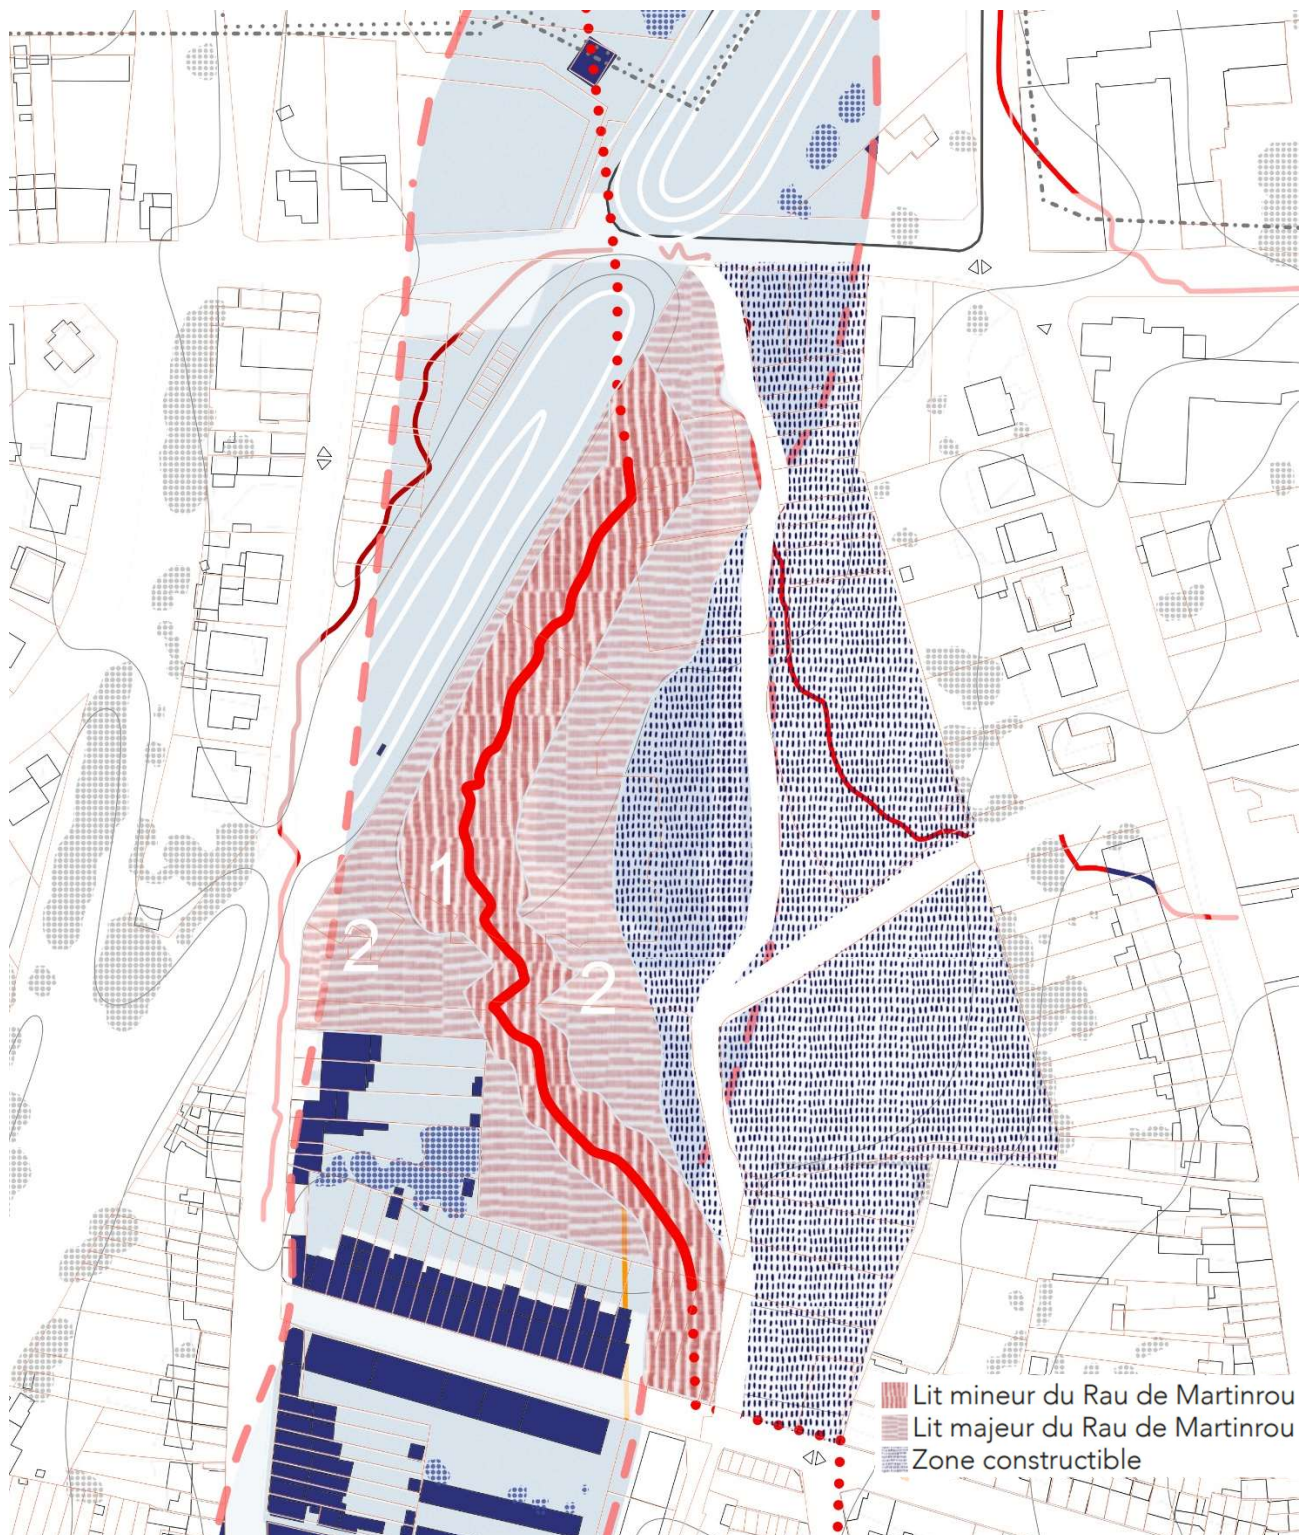 1
2
2
Lit mineur du Rau de Martinrou
Lit majeur du Rau de Martinrou
Zone constructible